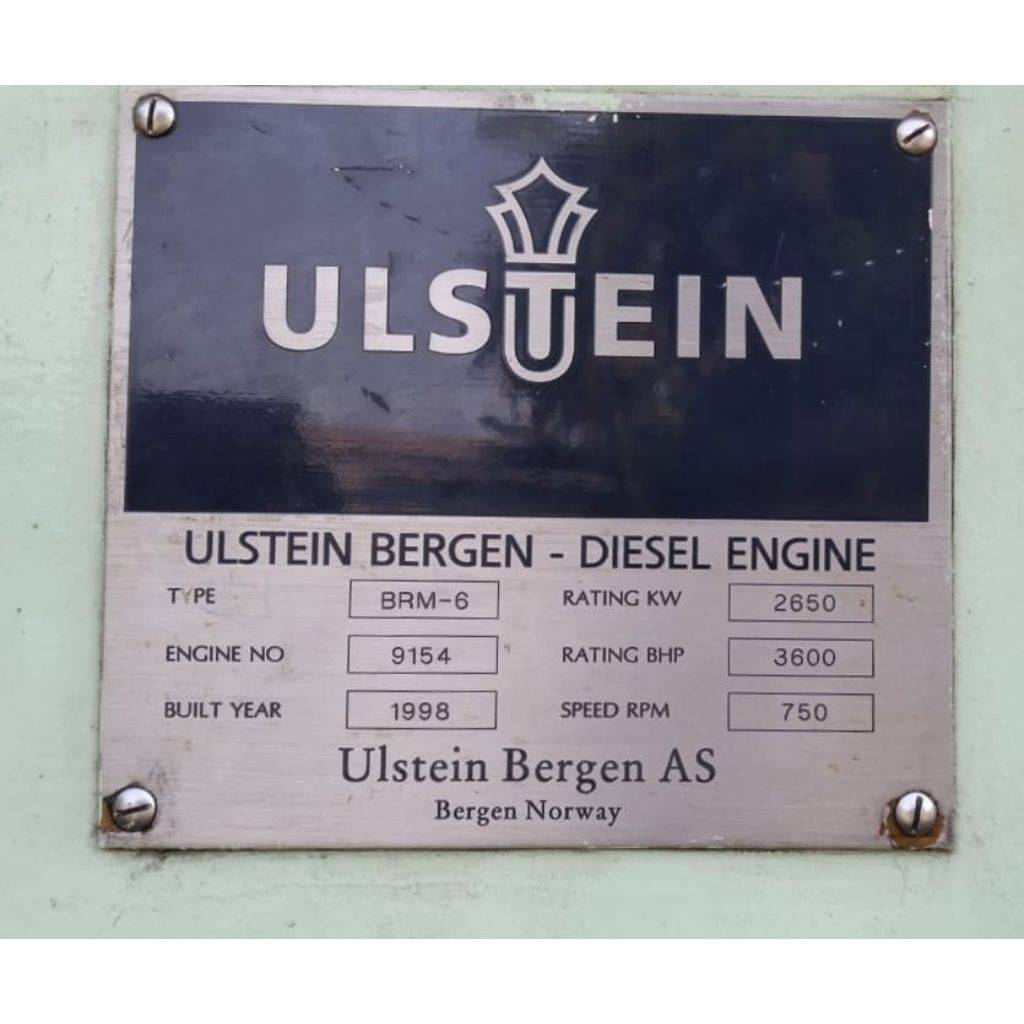 ULSTEIN
ULSTEIN BERGEN - DIESEL ENGINE
TYPE BRM-6 RATING KW 2650
ENGINE NO 9154 RATING BHP 3600
BUILT YEAR 1998 SPEED RPM 750
Ulstein Bergen AS
Bergen Norway